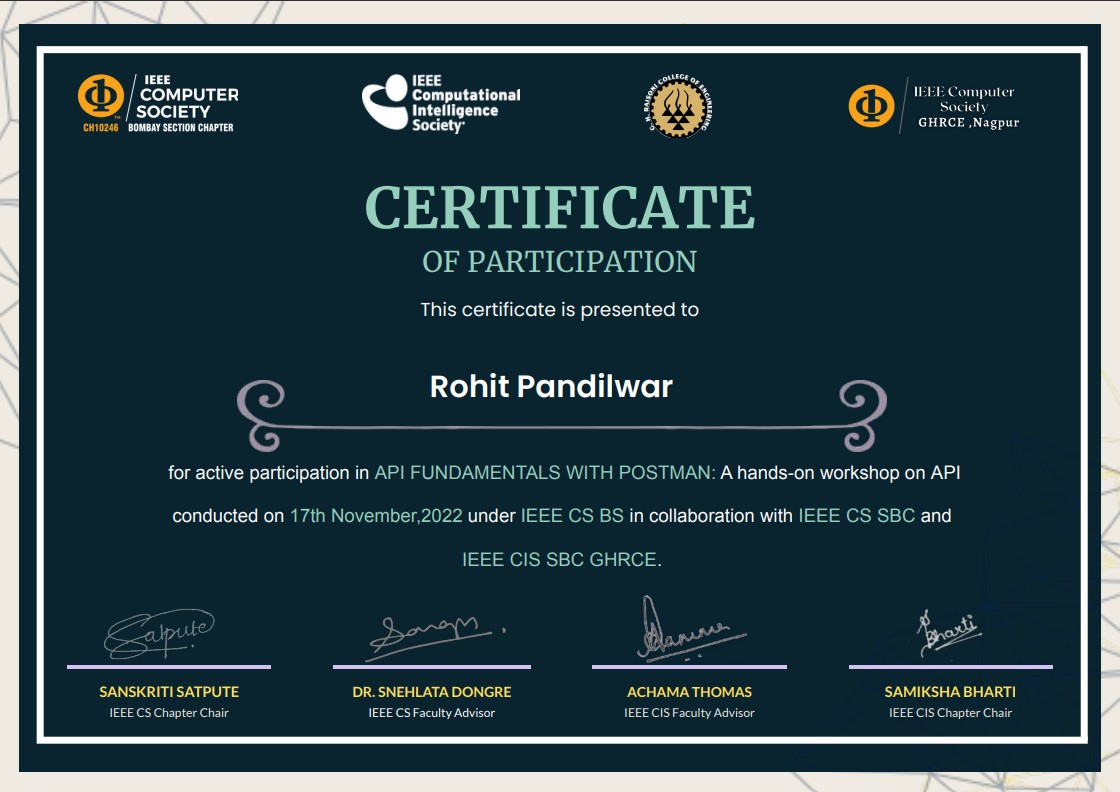 IEEE
COMPUTER
SOCIETY
CH10246 BOMBAY SECTION CHAPTER
IEEE
Computational
Intelligence
Society
G.H. RAISONI COLLEGE OF ENGINEERING
IEEE Computer
Society
GHRCE ,Nagpur
CERTIFICATE
OF PARTICIPATION
This certificate is presented to
Rohit Pandilwar
for active participation in API FUNDAMENTALS WITH POSTMAN: A hands-on workshop on API
conducted on 17th November,2022 under IEEE CS BS in collaboration with IEEE CS SBC and
IEEE CIS SBC GHRCE.
Satpute
Bharti
SANSKRITI SATPUTE
DR. SNEHLATA DONGRE
ACHAMA THOMAS
SAMIKSHA BHARTI
IEEE CS Chapter Chair
IEEE CS Faculty Advisor
IEEE CIS Faculty Advisor
IEEE CIS Chapter Chair